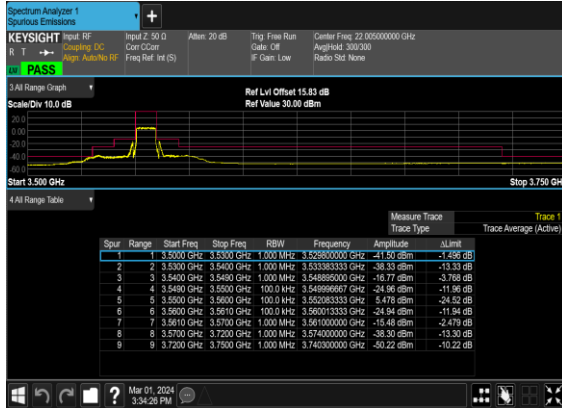 Spectrum Analyzer 1
Spurious Emissions
+
KEYSIGHT Input: RF Input Z: 50 Ω Atten: 20 dB Trig: Free Run Center Freq: 22.005000000 GHz
R T Coupling: DC Corr CCorr Gate: Off Avg|Hold: 300/300
Align: Auto/No RF Freq Ref: Int (S) IF Gain: Low Radio Std: None
PASS
3 All Range Graph Ref Lvl Offset 15.83 dB
Scale/Div 10.0 dB Ref Value 30.00 dBm
20.0
0.00
-20.0
-40.0
-60.0
Start 3.500 GHz Stop 3.750 GH
4 All Range Table
Measure Trace Trace 1
Trace Type Trace Average (Active)
Spur Range Start Freq Stop Freq RBW Frequency Amplitude ΔLimit
1 1 3.5000 GHz 3.5300 GHz 1.000 MHz 3.529800000 GHz -41.50 dBm -1.496 dB
2 2 3.5300 GHz 3.5400 GHz 1.000 MHz 3.533383333 GHz -38.33 dBm -13.33 dB
3 3 3.5400 GHz 3.5490 GHz 1.000 MHz 3.548895000 GHz -16.77 dBm -3.768 dB
4 4 3.5490 GHz 3.5500 GHz 100.0 kHz 3.549996667 GHz -24.96 dBm -11.96 dB
5 5 3.5500 GHz 3.5600 GHz 100.0 kHz 3.552083333 GHz 5.478 dBm -24.52 dB
6 6 3.5600 GHz 3.5610 GHz 100.0 kHz 3.560013333 GHz -24.94 dBm -11.94 dB
7 7 3.5610 GHz 3.5700 GHz 1.000 MHz 3.561000000 GHz -15.48 dBm -2.479 dB
8 8 3.5700 GHz 3.7200 GHz 1.000 MHz 3.574000000 GHz -38.30 dBm -13.30 dB
9 9 3.7200 GHz 3.7500 GHz 1.000 MHz 3.740300000 GHz -50.22 dBm -10.22 dB
? Mar 01, 2024
3:34:26 PM